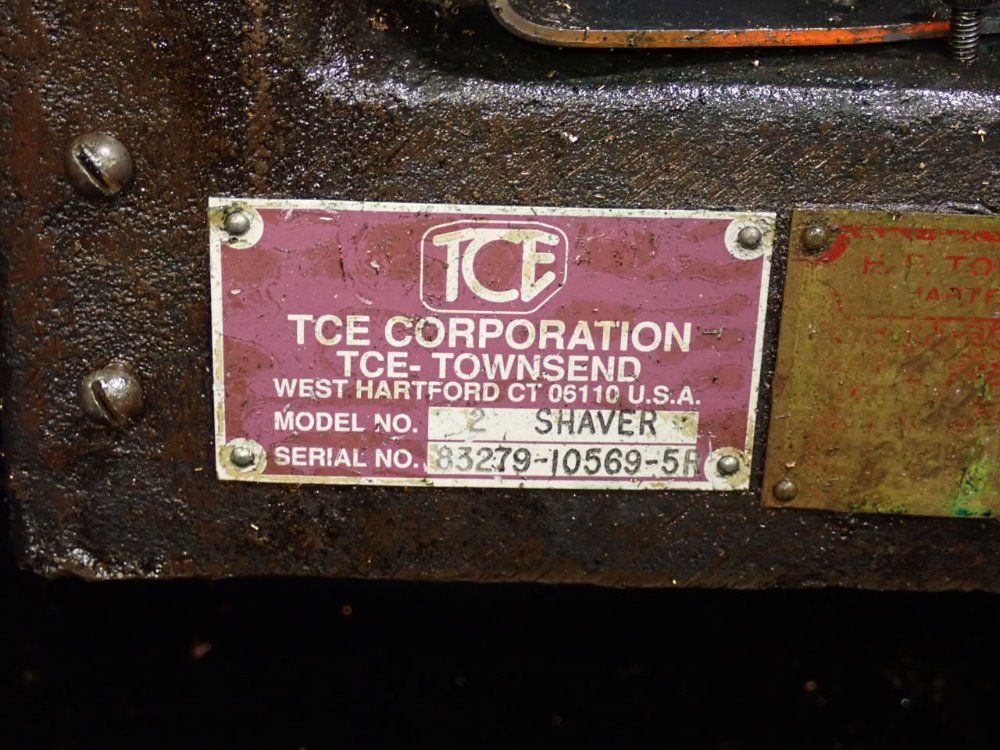 TCE
TCE CORPORATION
TCE- TOWNSEND
WEST HARTFORD CT 06110 U.S.A.
MODEL NO. 2 SHAVER
SERIAL NO. 83279-10569-5R